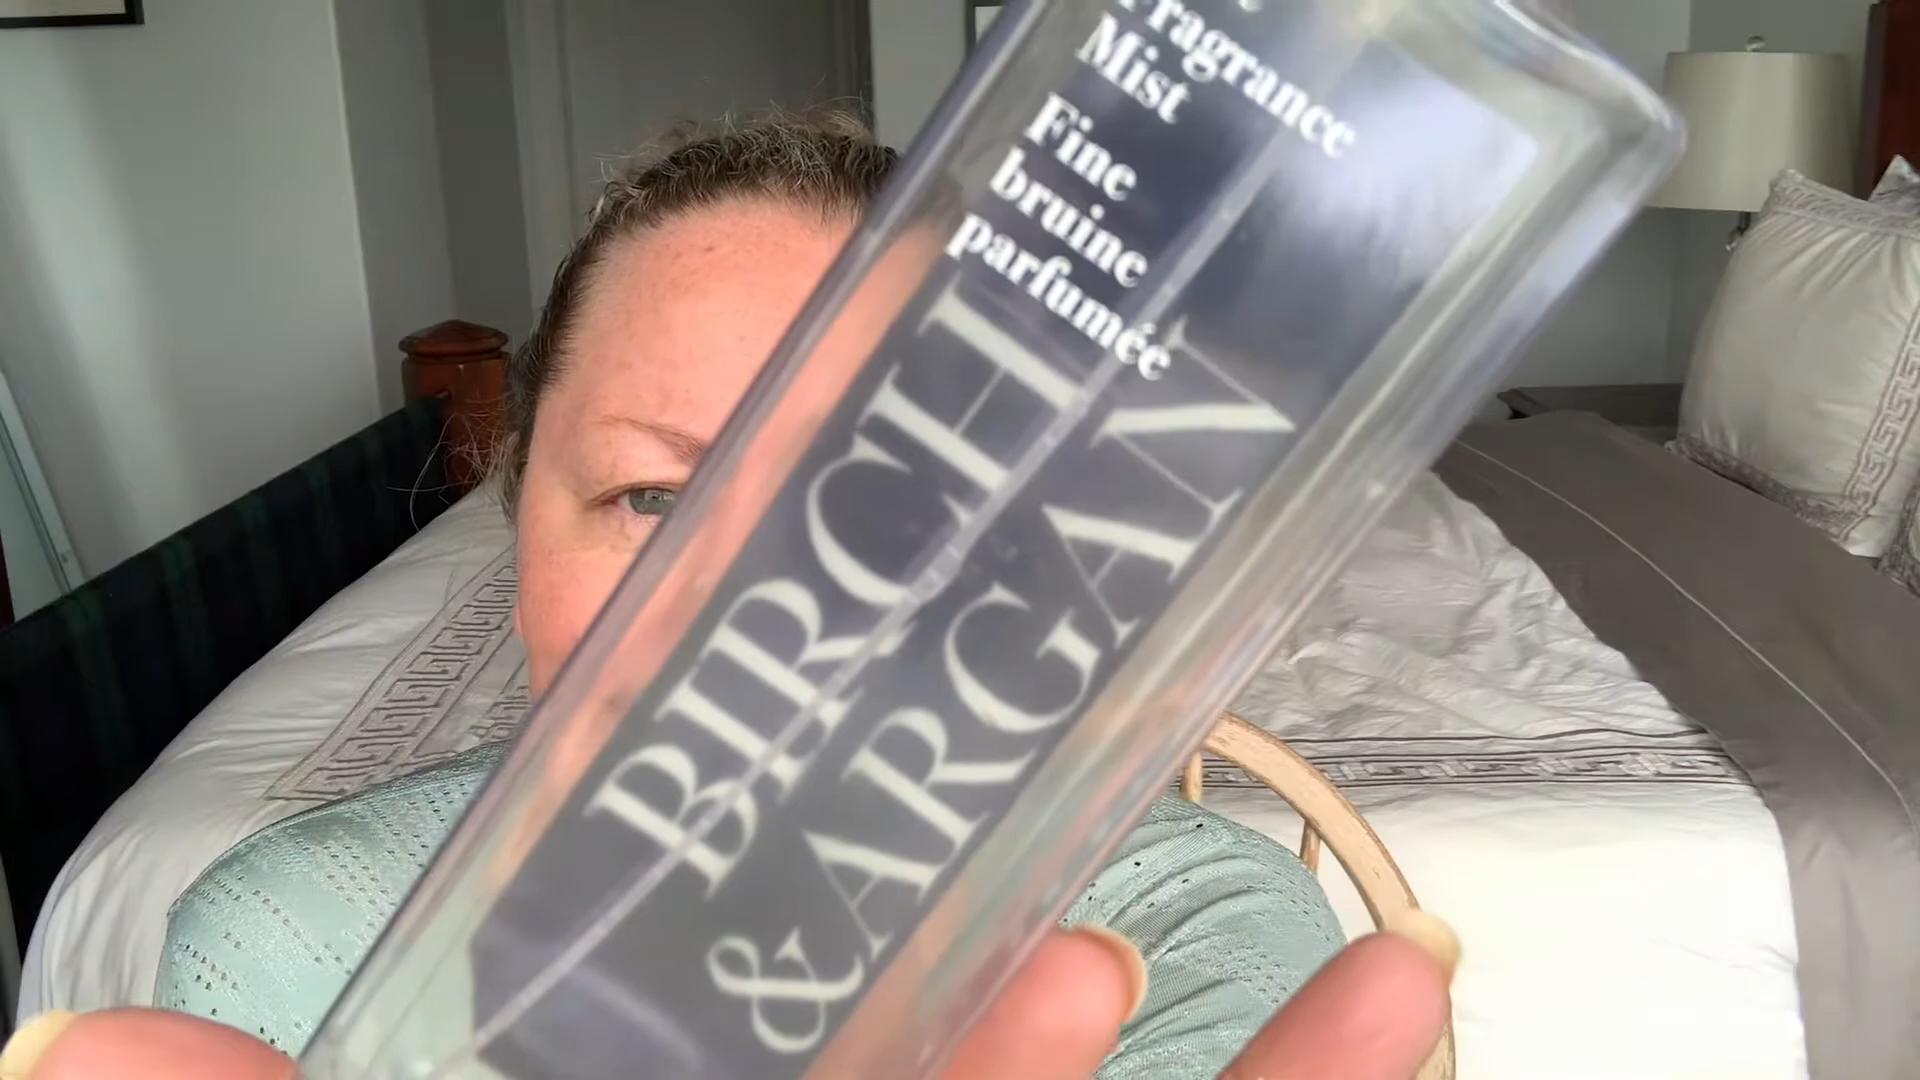 Fragrance
Mist
Fine
bruine
parfumée
BIRCH
& ARGAN